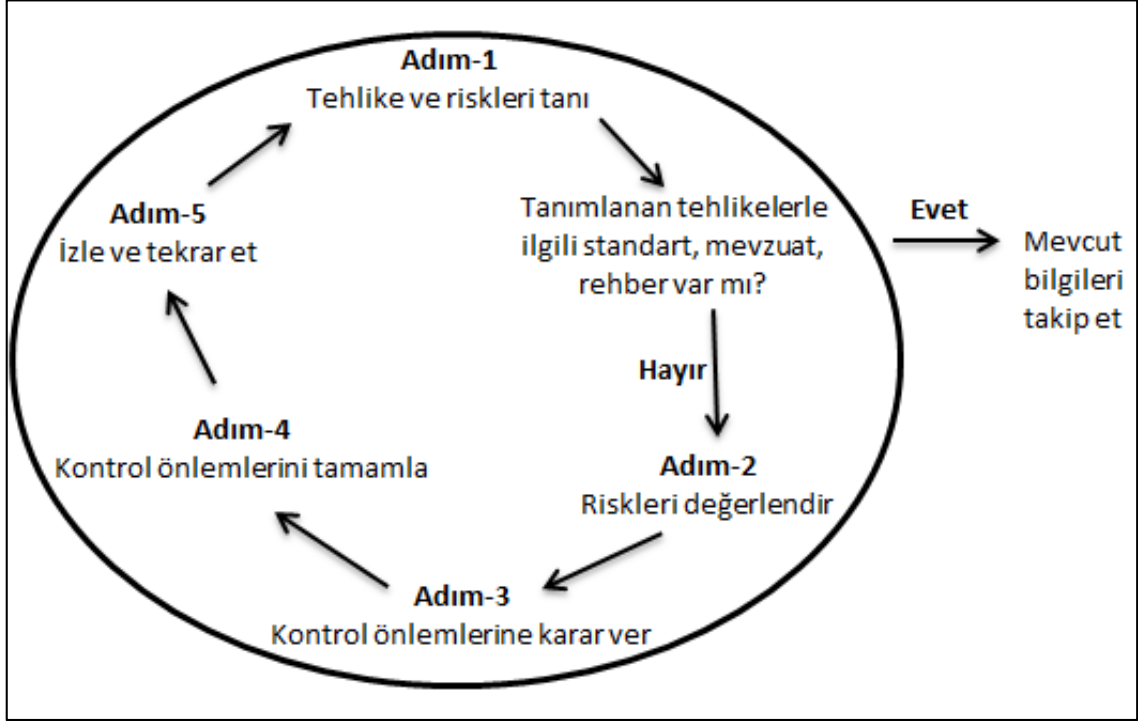 Adım-1
Tehlike ve riskleri tanı
Tanımlanan tehlikelerle
ilgili standart, mevzuat,
rehber var mı?
Evet
Mevcut
bilgileri
takip et
Hayır
Adım-2
Riskleri değerlendir
Adım-3
Kontrol önlemlerine karar ver
Adım-4
Kontrol önlemlerini tamamla
Adım-5
İzle ve tekrar et